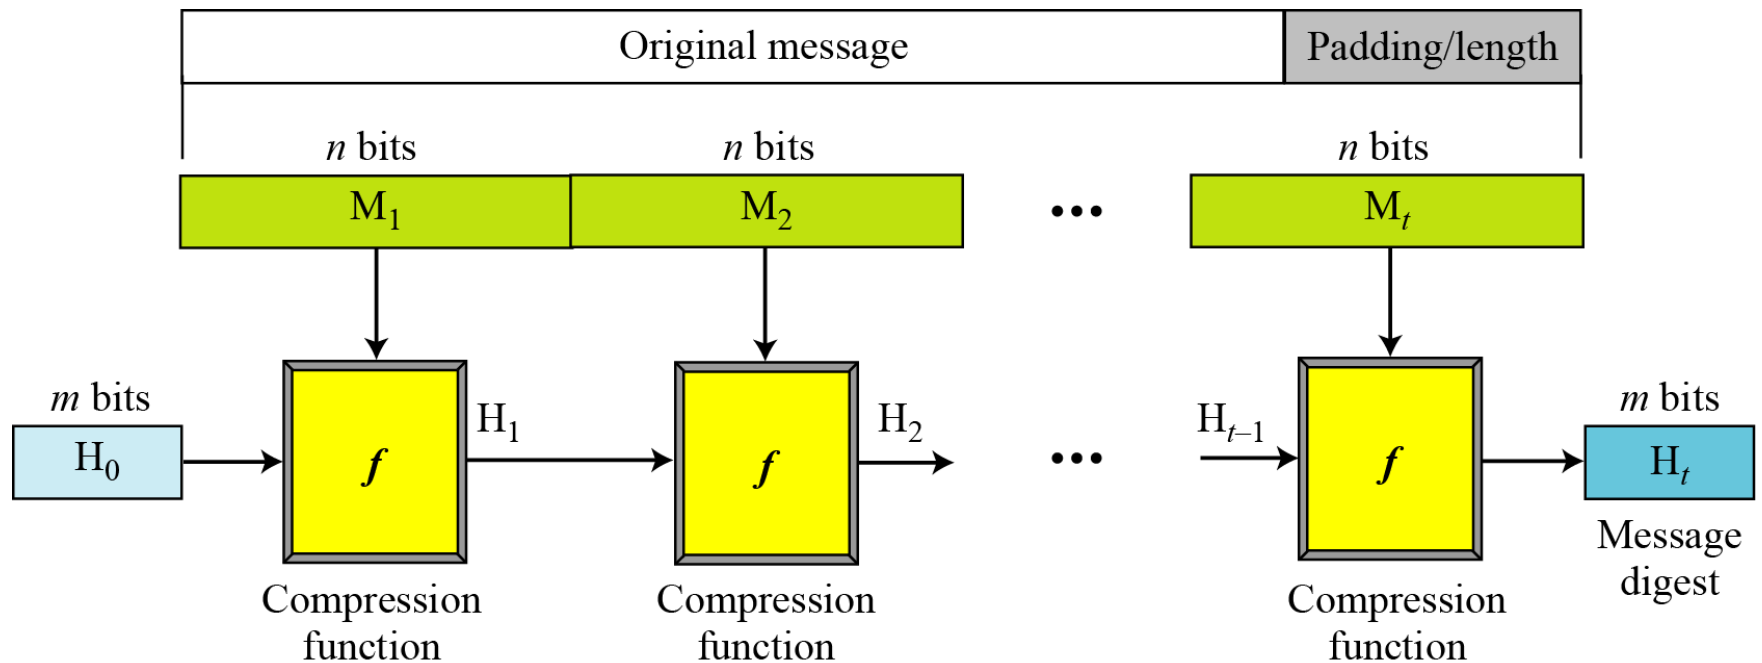 Original message
Padding/length
n bits
n bits
n bits
M1
M2
...
Mt
m bits
H0
f
H1
f
H2
...
Ht–1
f
m bits
Ht
Compression
function
Compression
function
Compression
function
Message
digest